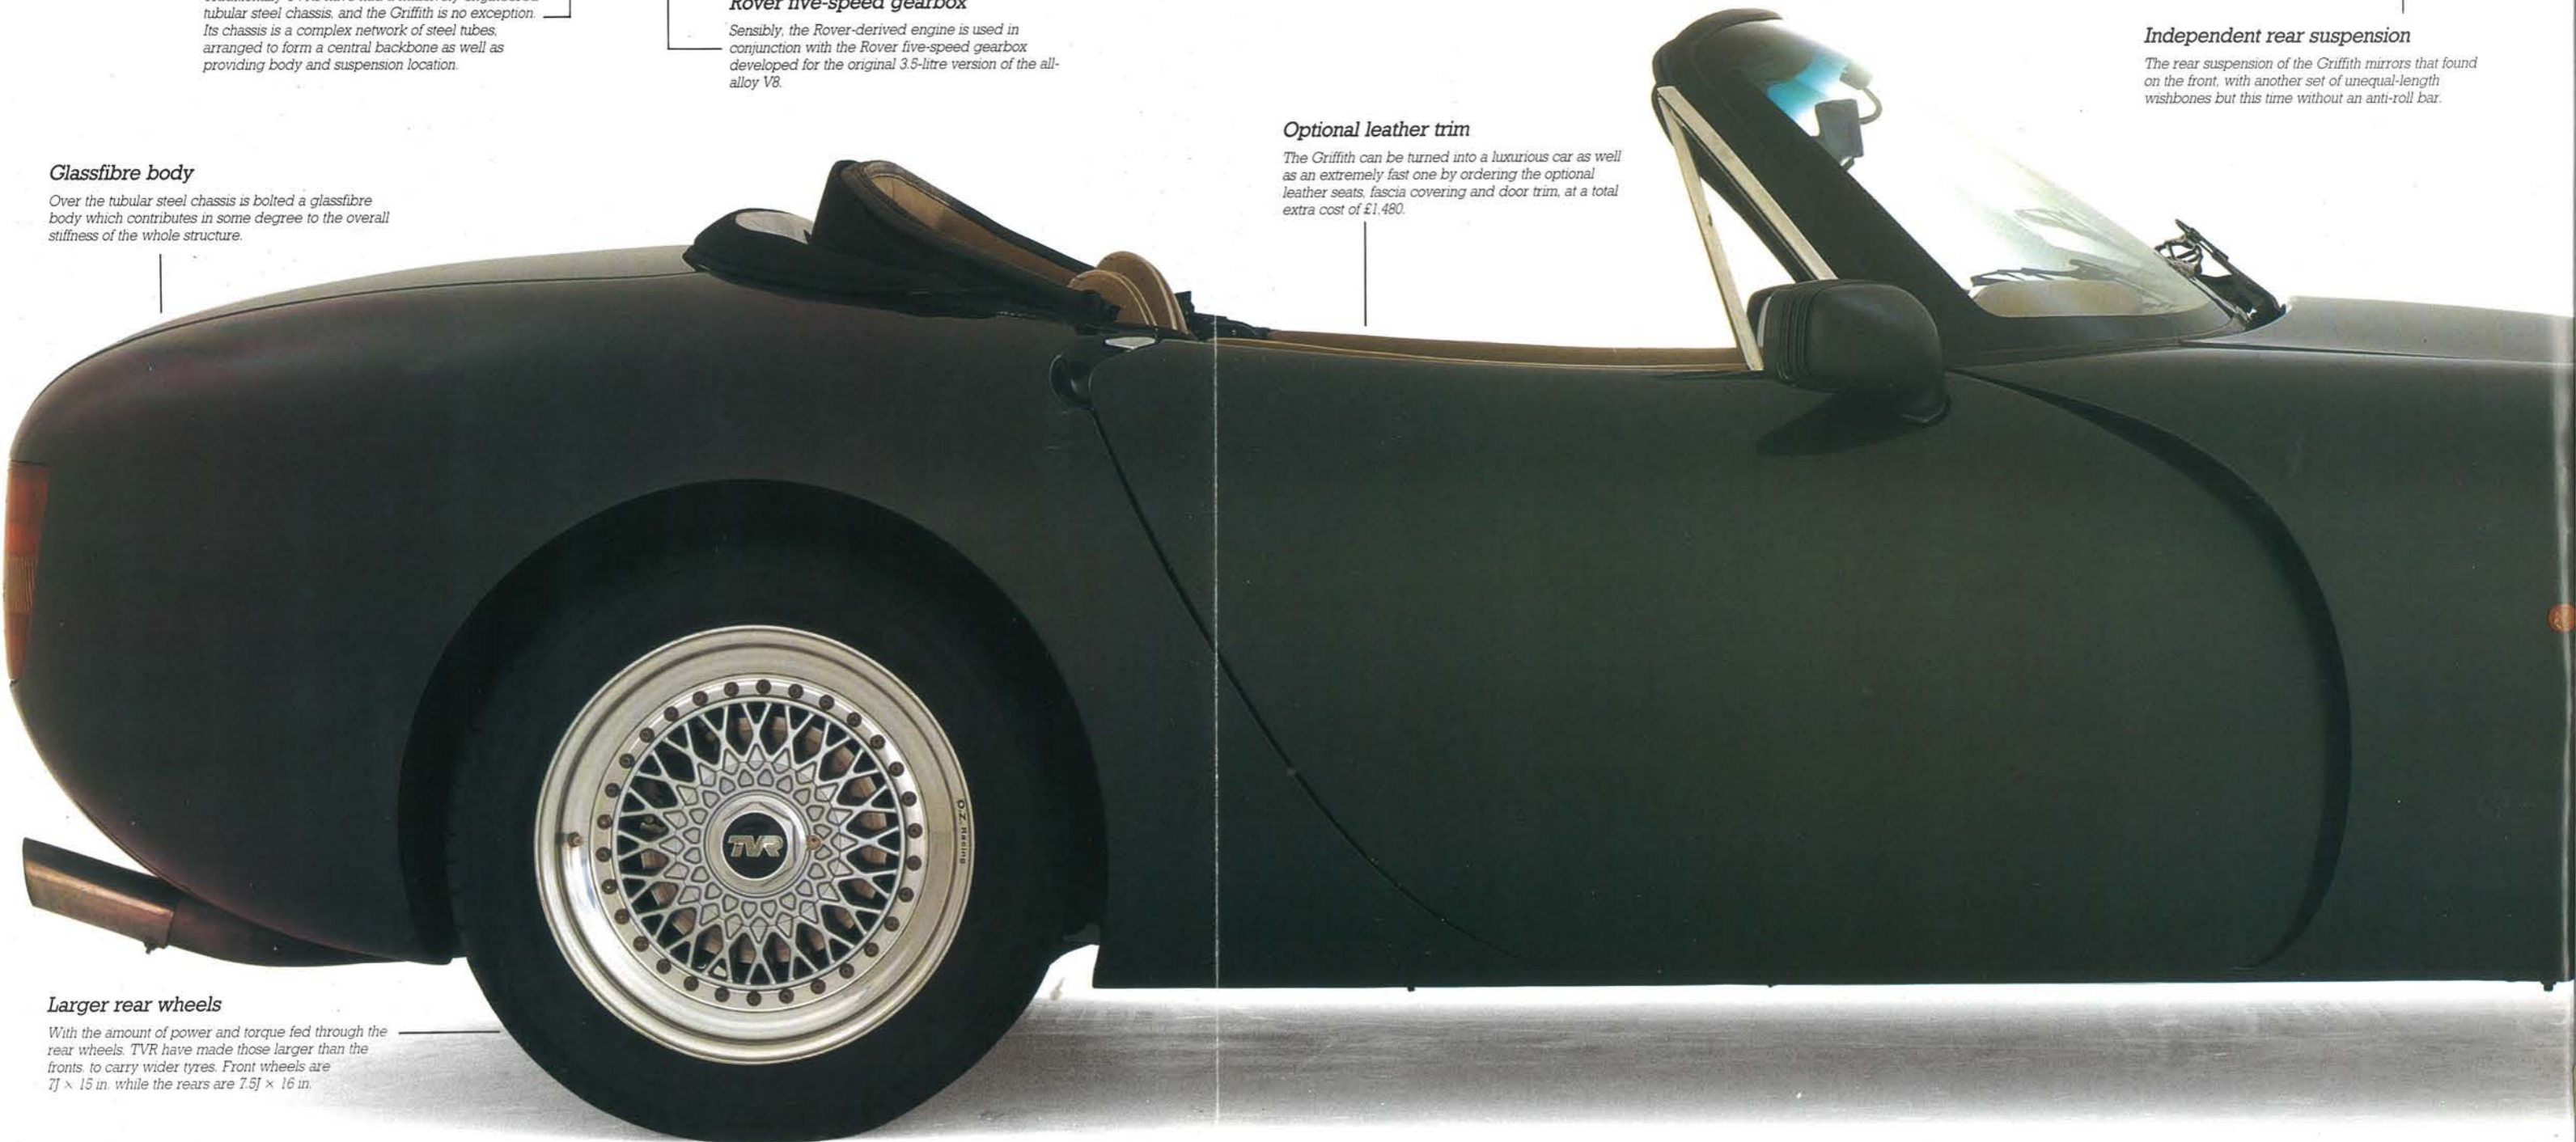 tubular steel chassis, and the Griffith is no exception.
Its chassis is a complex network of steel tubes,
arranged to form a central backbone as well as
providing body and suspension location.
Rover five-speed gearbox
Sensibly, the Rover-derived engine is used in
conjunction with the Rover five-speed gearbox
developed for the original 3.5-litre version of the all-
alloy V8.
Independent rear suspension
The rear suspension of the Griffith mirrors that found
on the front, with another set of unequal-length
wishbones but this time without an anti-roll bar.
Optional leather trim
The Griffith can be turned into a luxurious car as well
as an extremely fast one by ordering the optional
leather seats, fascia covering and door trim, at a total
extra cost of £1,480.
Glassfibre body
Over the tubular steel chassis is bolted a glassfibre
body which contributes in some degree to the overall
stiffness of the whole structure.
O.Z. Racing
TVR
Larger rear wheels
With the amount of power and torque fed through the
rear wheels, TVR have made those larger than the
fronts, to carry wider tyres. Front wheels are
7J × 15 in. while the rears are 7.5J × 16 in.